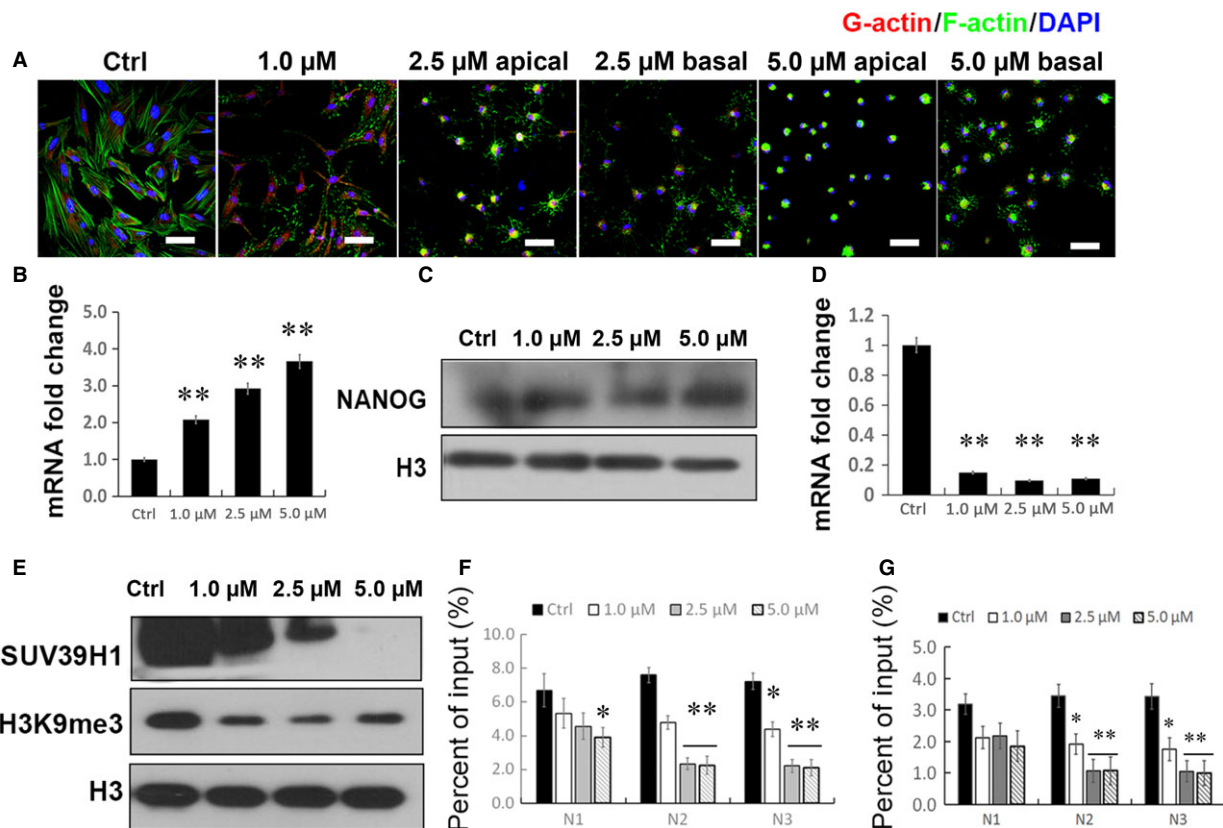 G-actin/F-actin/DAPI
A
Ctrl
1.0 µM
2.5 µM apical
2.5 µM basal
5.0 µM apical
5.0 µM basal
B
mRNA fold change
5.0
4.0
3.0
2.0
1.0
0.0
**
**
**
Ctrl 1.0 µM 2.5 µM 5.0 µM
C
Ctrl 1.0 µM 2.5 µM 5.0 µM
NANOG
H3
D
mRNA fold change
1.2
1
0.8
0.6
0.4
0.2
0
** ** **
Ctrl 1.0 µM 2.5 µM 5.0 µM
E
Ctrl 1.0 µM 2.5 µM 5.0 µM
SUV39H1
H3K9me3
H3
F
Percent of input (%)
Ctrl 1.0 µM 2.5 µM 5.0 µM
10.0
8.0
6.0
4.0
2.0
0.0
*
**
*
**
N1 N2 N3
G
Percent of input (%)
Ctrl 1.0 µM 2.5 µM 5.0 µM
5.0
4.0
3.0
2.0
1.0
0.0
*
**
*
**
N1 N2 N3